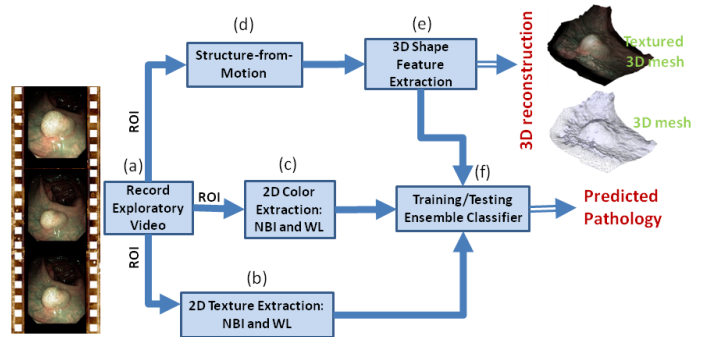 (d)
Structure-from-
Motion
(e)
3D Shape
Feature
Extraction
3D reconstruction
Textured
3D mesh
3D mesh
ROI
(a)
Record
Exploratory
Video
ROI
(c)
2D Color
Extraction:
NBI and WL
(f)
Training/Testing
Ensemble Classifier
Predicted
Pathology
ROI
(b)
2D Texture Extraction:
NBI and WL